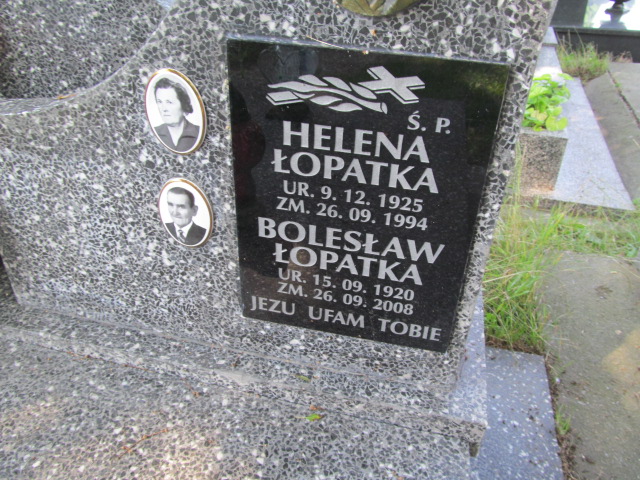 Ś. P.
HELENA
ŁOPATKA
UR. 9. 12. 1925
ZM. 26. 09. 1994
BOLESŁAW
ŁOPATKA
UR. 15. 09. 1920
ZM. 26. 09. 2008
JEZU UFAM TOBIE